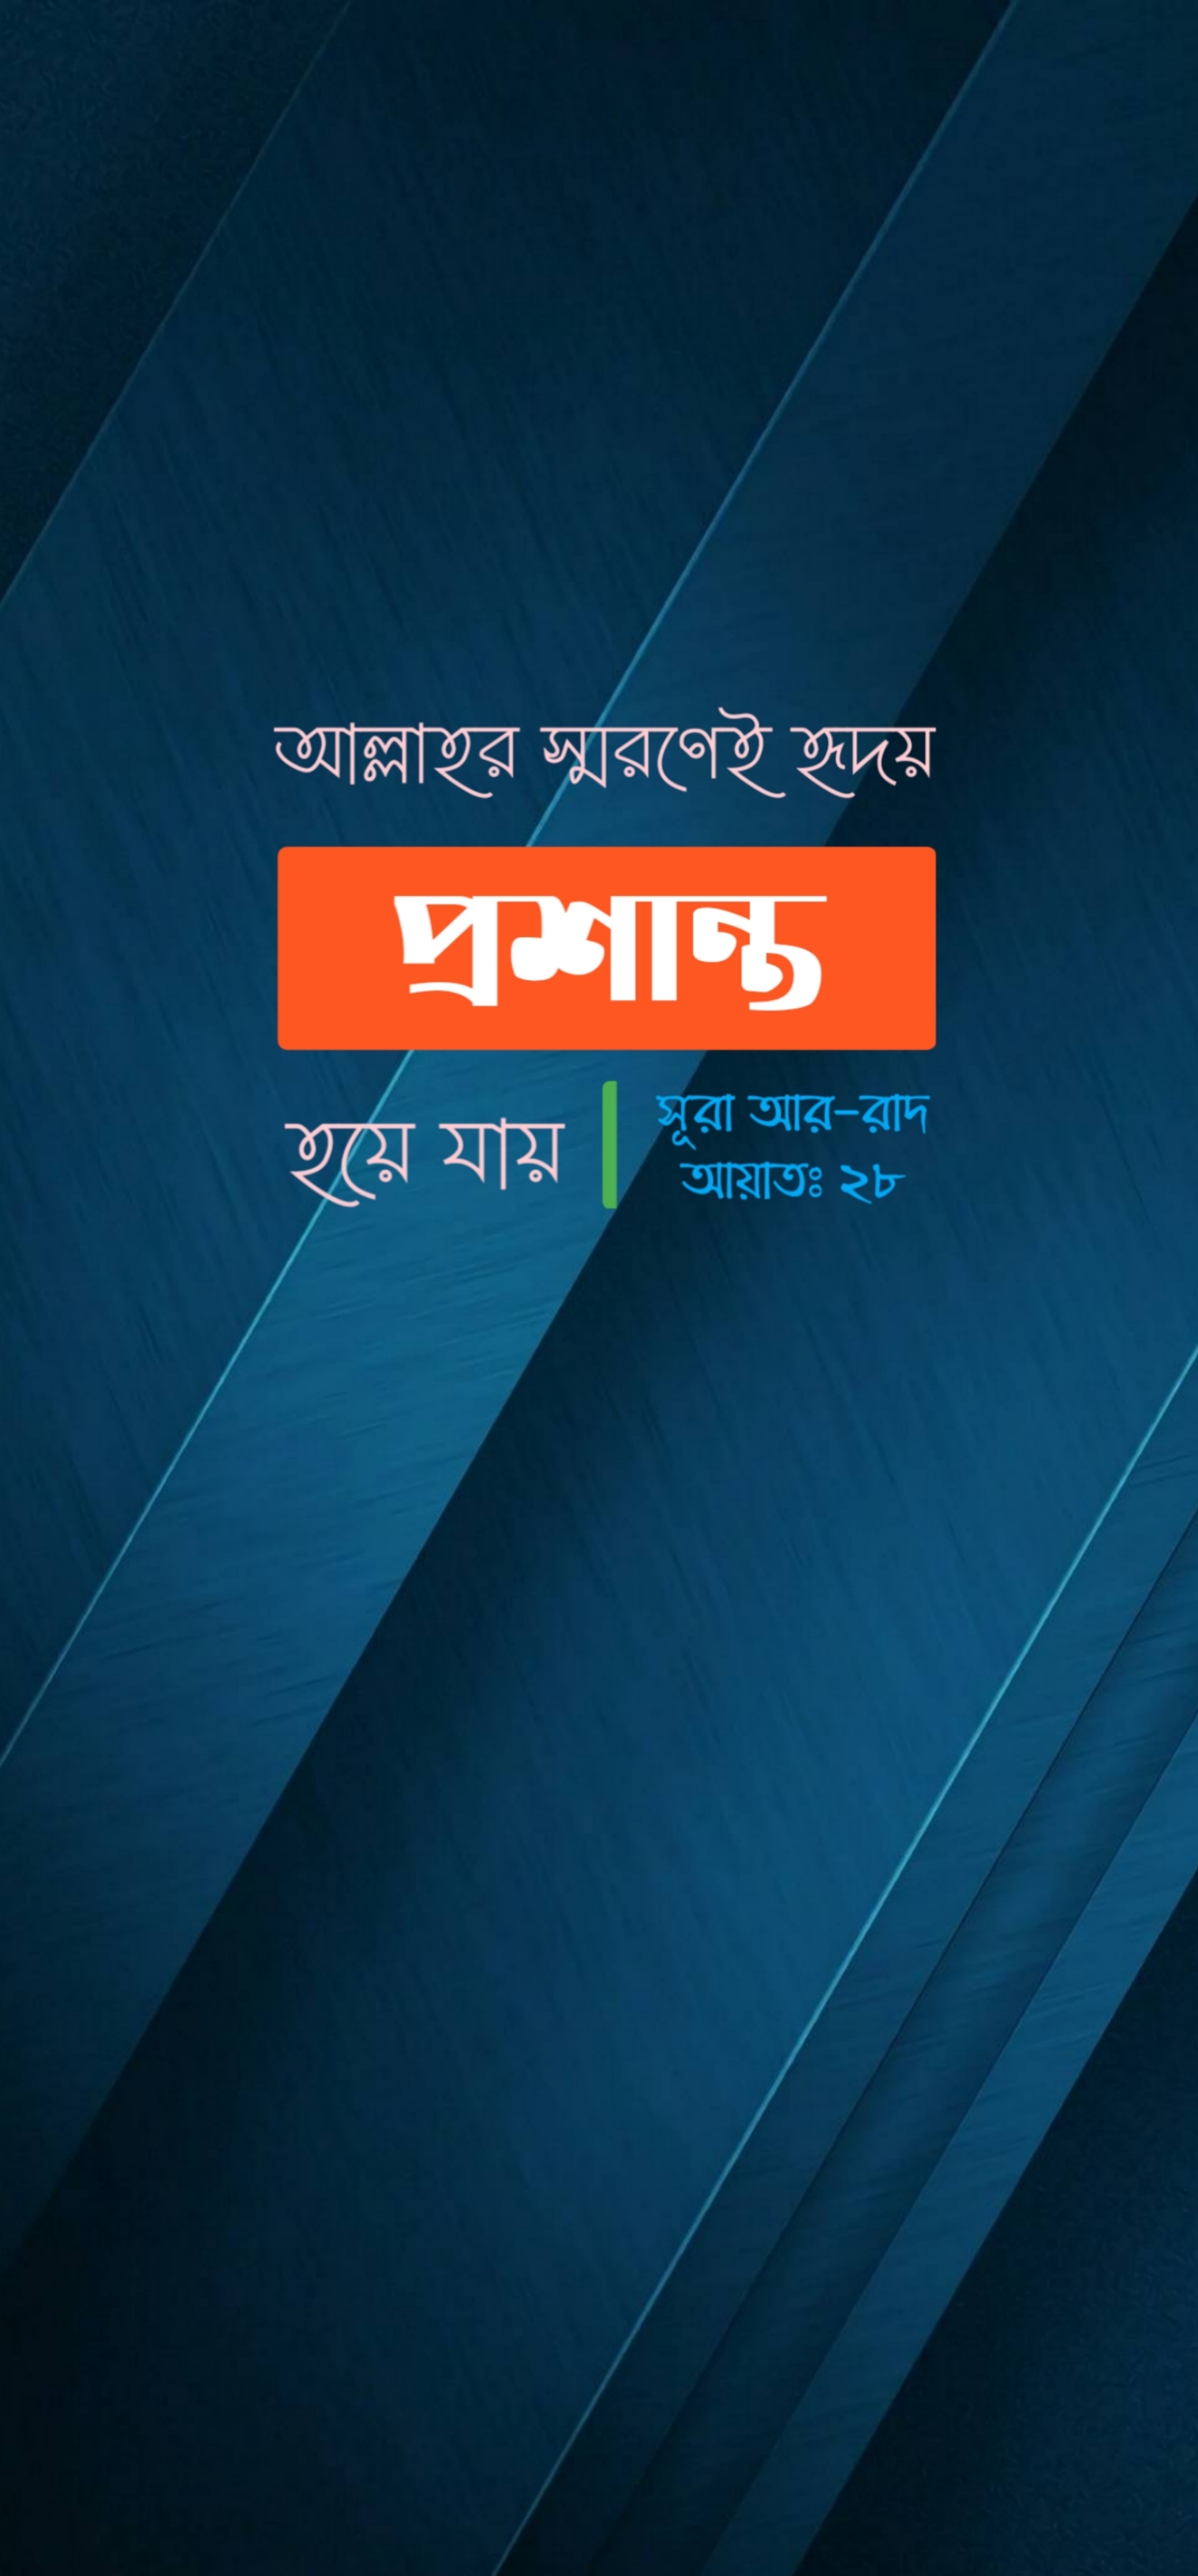 আল্লাহর স্মরণেই হৃদয়
প্রশান্ত
হয়ে যায়
সূরা আর-রাদ
আয়াতঃ ২৮